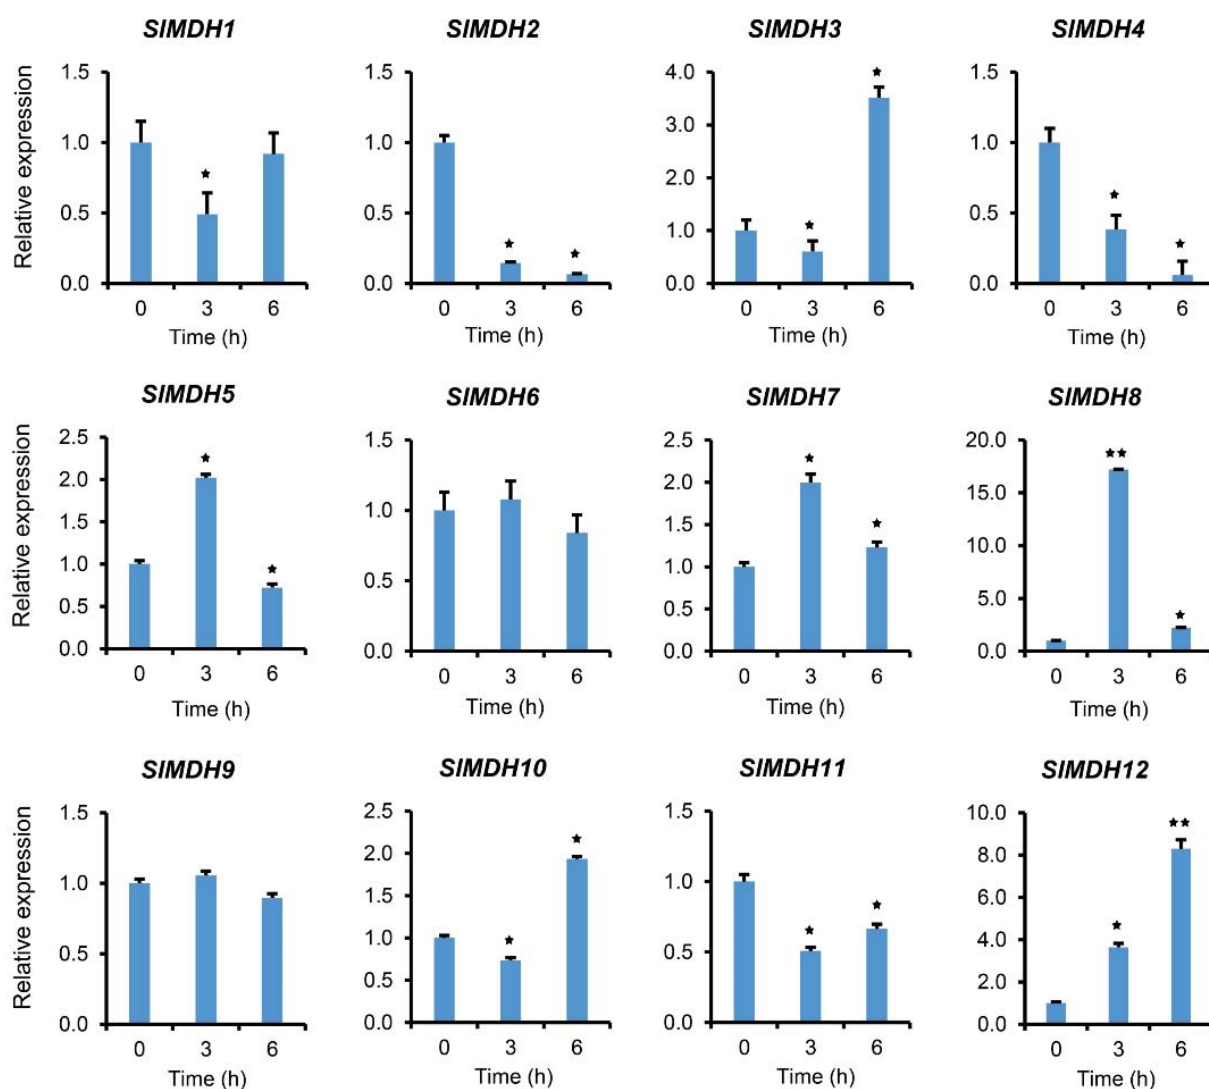 SlMDH1 SlMDH2 SlMDH3 SlMDH4
Relative expression
1.5 1.5 4.0 1.5
1.0 1.0 3.0 1.0
0.5 0.5 2.0 0.5
0.0 0.0 1.0 0.0
0.0
0 3 6 0 3 6 0 3 6 0 3 6
Time (h) Time (h) Time (h) Time (h)
SlMDH5 SlMDH6 SlMDH7 SlMDH8
Relative expression
2.5 1.5 2.5 20.0
2.0 1.0 2.0 15.0
1.5 0.5 1.5 10.0
1.0 0.0 1.0 5.0
0.5 0.5 0.0
0.0 0.0
0 3 6 0 3 6 0 3 6 0 3 6
Time (h) Time (h) Time (h) Time (h)
SlMDH9 SlMDH10 SlMDH11 SlMDH12
Relative expression
1.5 2.5 1.5 10.0
1.0 2.0 1.0 8.0
0.5 1.5 0.5 6.0
0.0 1.0 0.0 4.0
0.5 2.0
0.0 0.0
0 3 6 0 3 6 0 3 6 0 3 6
Time (h) Time (h) Time (h) Time (h)